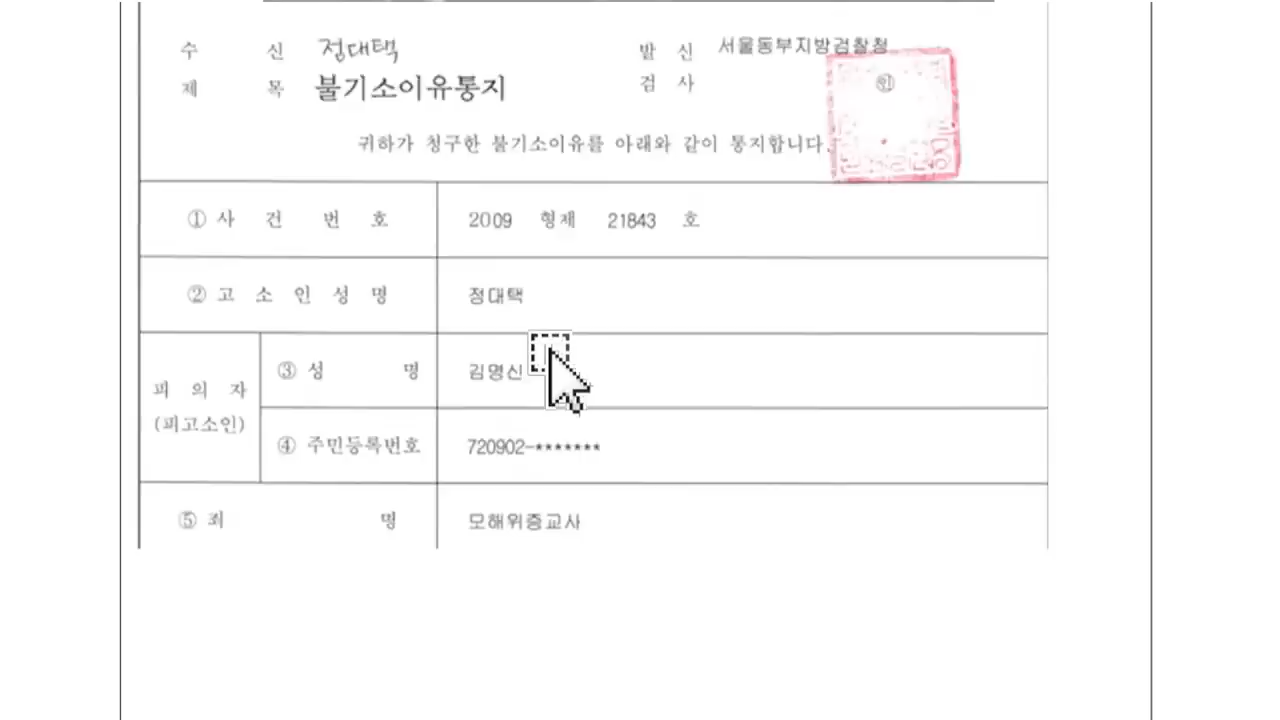 수 신 정대택 발 신 서울동부지방검찰청
제 목 불기소이유통지 검 사 ㊞
귀하가 청구한 불기소이유를 아래와 같이 통지합니다.
① 사 건 번 호 2009 형제 21843 호
② 고 소 인 성 명 정대택
피 의 자
(피고소인)
③ 성 명 김명신
④ 주민등록번호 720902-*******
⑤ 죄 명 모해위증교사